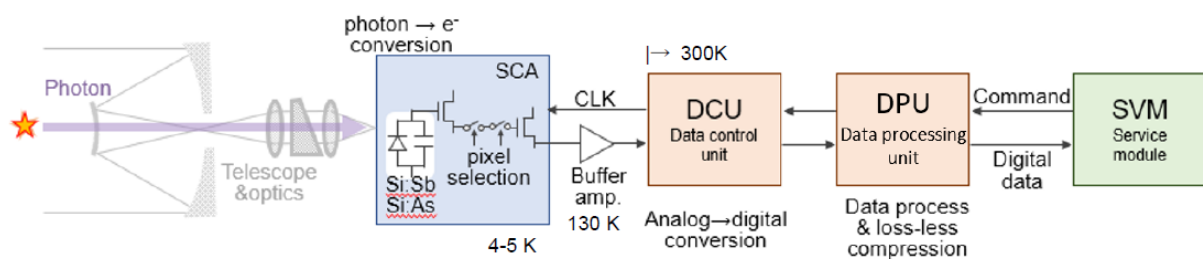 photon → e⁻
conversion
Photon
Telescope
&optics
SCA
Si:Sb
Si:As
pixel
selection
4-5 K
CLK
Buffer
amp.
130 K
|→ 300K
DCU
Data control
unit
Analog→digital
conversion
DPU
Data processing
unit
Data process
& loss-less
compression
Command
Digital
data
SVM
Service
module